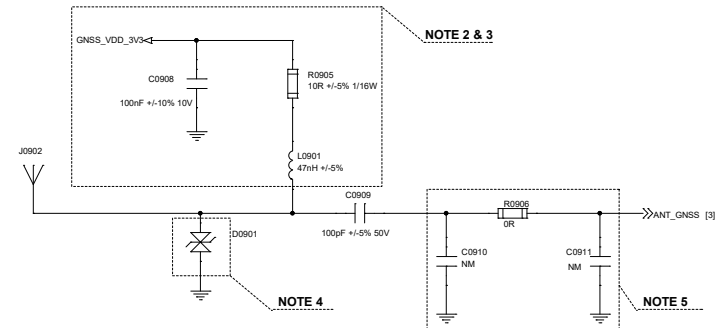 NOTE 2 & 3
GNSS_VDD_3V3
C0908
100nF +/-10% 10V
R0905
10R +/-5% 1/16W
J0902
L0901
47nH +/-5%
C0909
100pF +/-5% 50V
R0906
0R
ANT_GNSS [3]
D0901
C0910
NM
C0911
NM
NOTE 4
NOTE 5